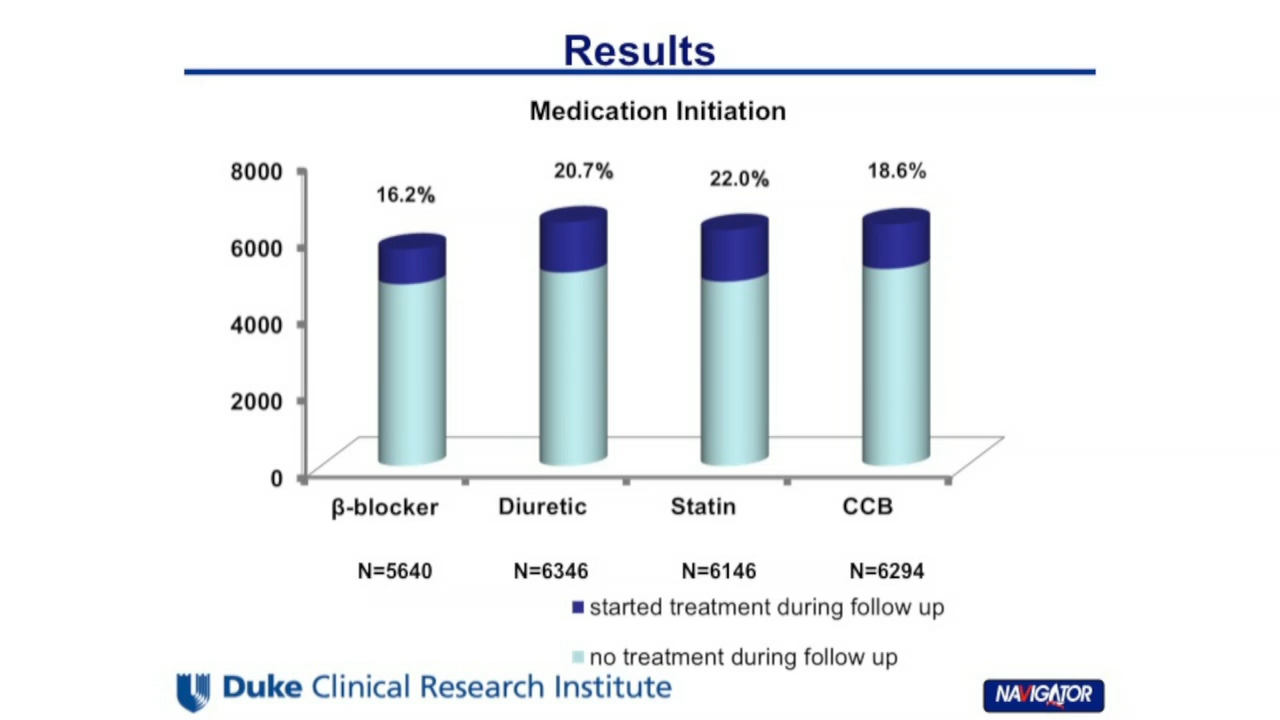 Results
Medication Initiation
8000
6000
4000
2000
0
16.2%
20.7%
22.0%
18.6%
β-blocker Diuretic Statin CCB
N=5640 N=6346 N=6146 N=6294
started treatment during follow up
no treatment during follow up
Duke Clinical Research Institute
NAVIGATOR